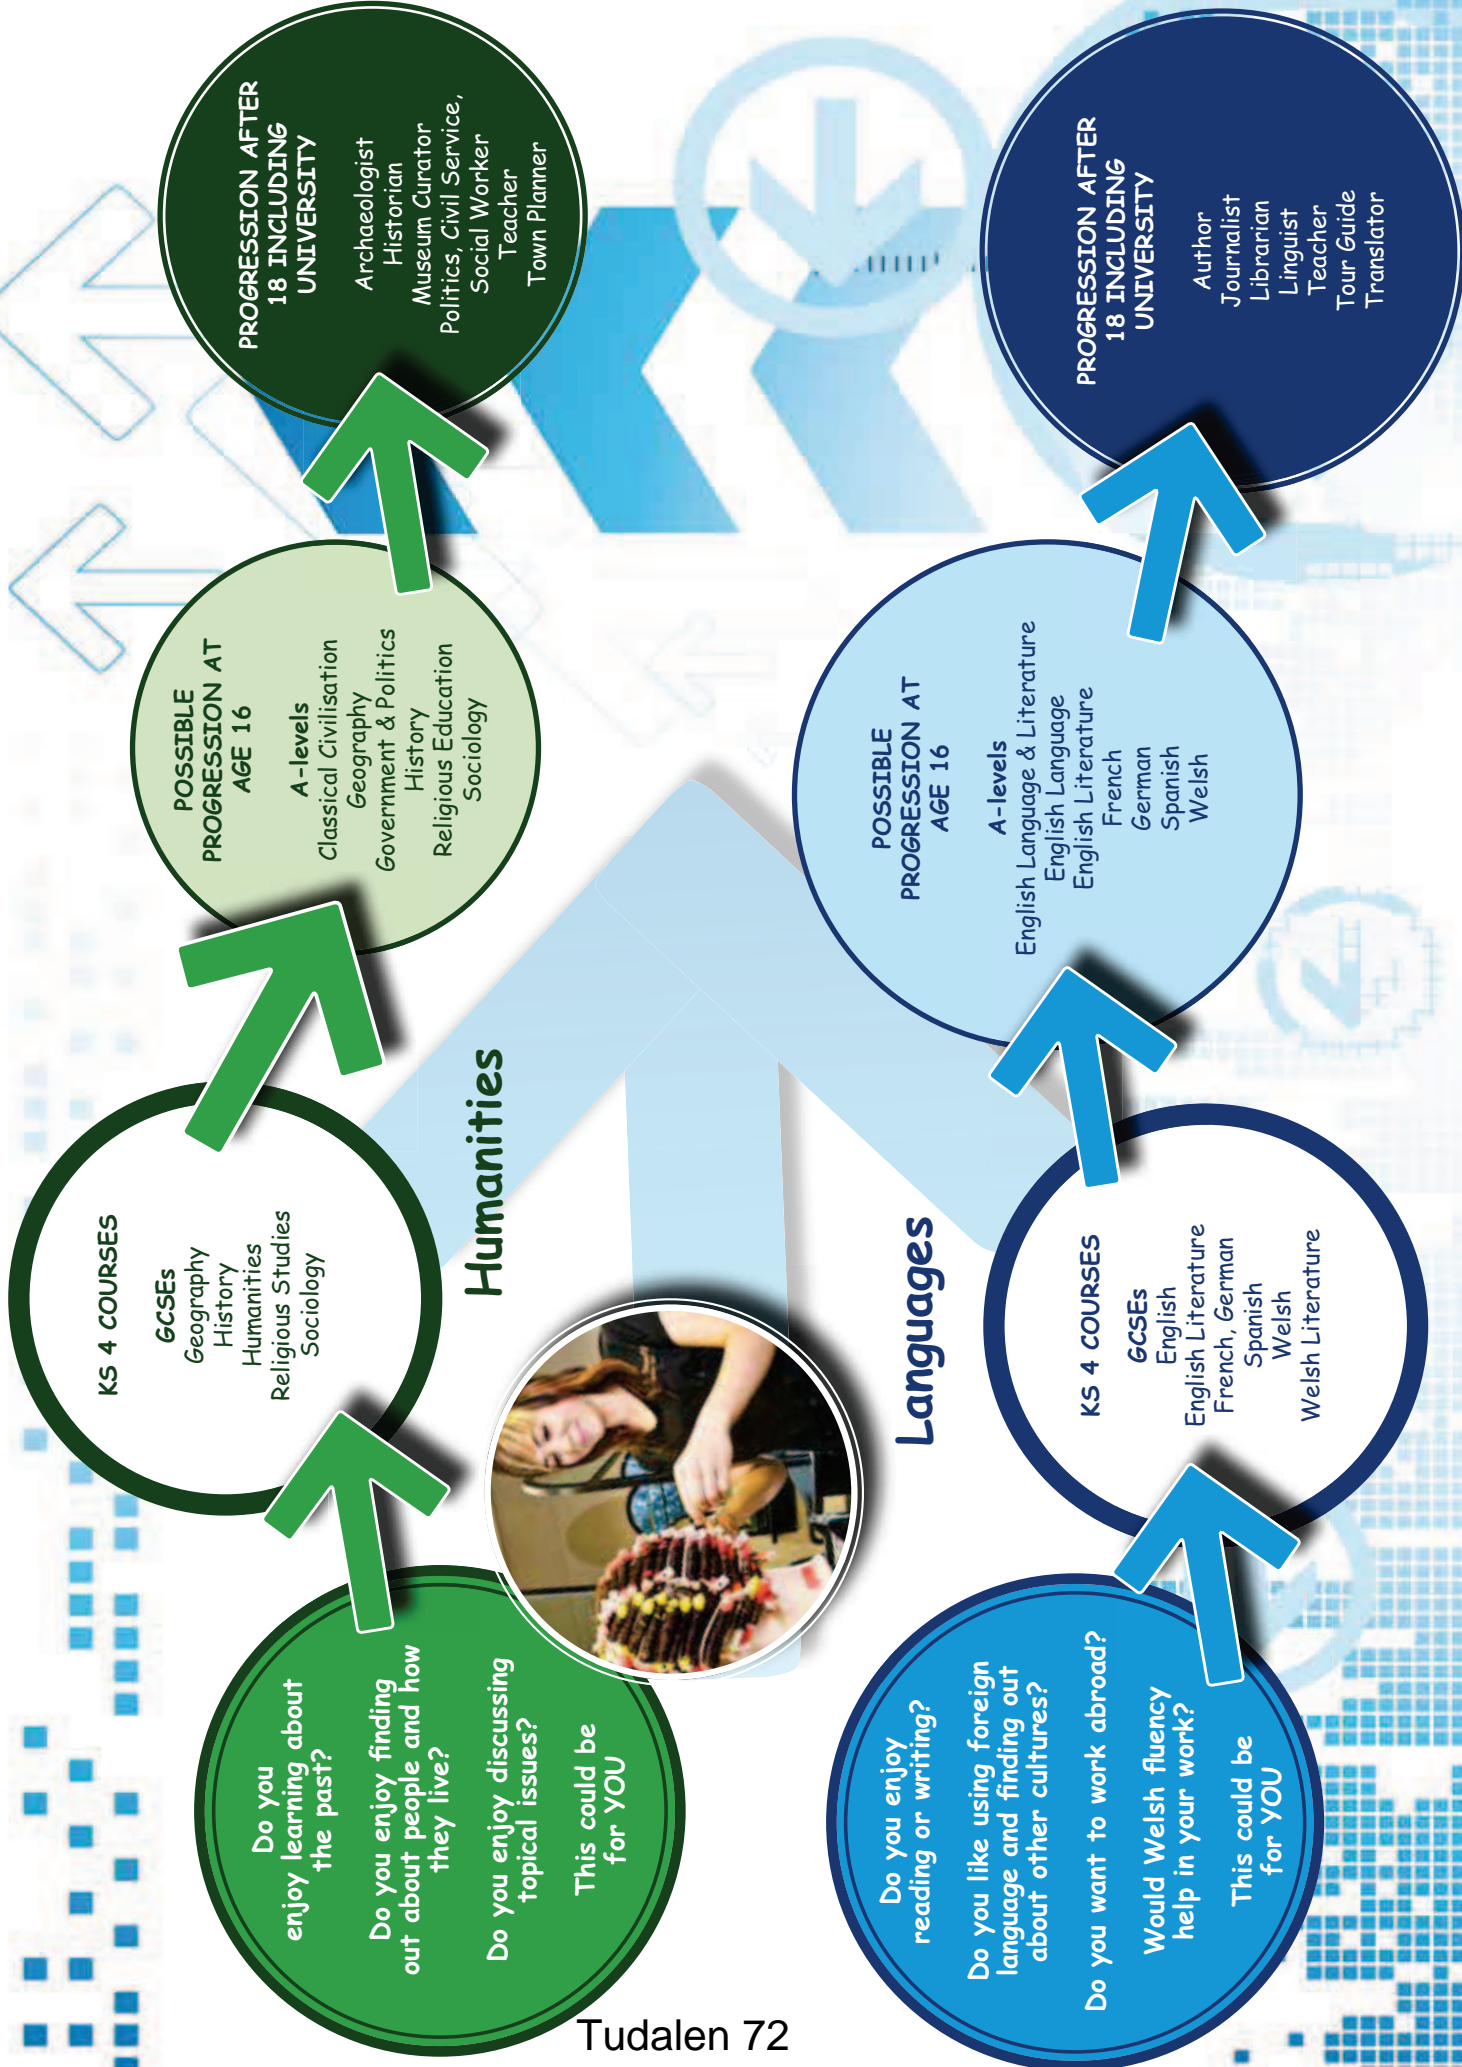 Humanities
Do you
enjoy learning about
the past?
Do you enjoy finding
out about people and how
they live?
Do you enjoy discussing
topical issues?
This could be
for YOU
KS 4 COURSES
GCSEs
Geography
History
Humanities
Religious Studies
Sociology
POSSIBLE
PROGRESSION AT
AGE 16
A-levels
Classical Civilisation
Geography
Government & Politics
History
Religious Education
Sociology
PROGRESSION AFTER
18 INCLUDING
UNIVERSITY
Archaeologist
Historian
Museum Curator
Politics, Civil Service,
Social Worker
Teacher
Town Planner
Languages
Do you enjoy
reading or writing?
Do you like using foreign
language and finding out
about other cultures?
Do you want to work abroad?
Would Welsh fluency
help in your work?
This could be
for YOU
KS 4 COURSES
GCSEs
English
English Literature
French, German
Spanish
Welsh
Welsh Literature
POSSIBLE
PROGRESSION AT
AGE 16
A-levels
English Language & Literature
English Language
English Literature
French
German
Spanish
Welsh
PROGRESSION AFTER
18 INCLUDING
UNIVERSITY
Author
Journalist
Librarian
Linguist
Teacher
Tour Guide
Translator
Tudalen 72